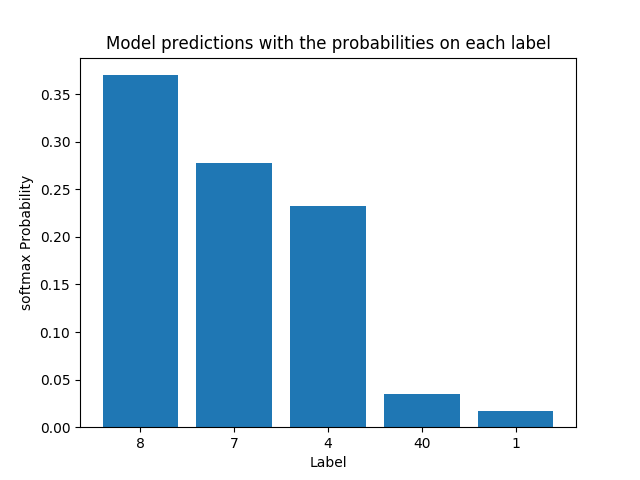 Model predictions with the probabilities on each label
softmax Probability
0.35
0.30
0.25
0.20
0.15
0.10
0.05
0.00
8 7 4 40 1
Label